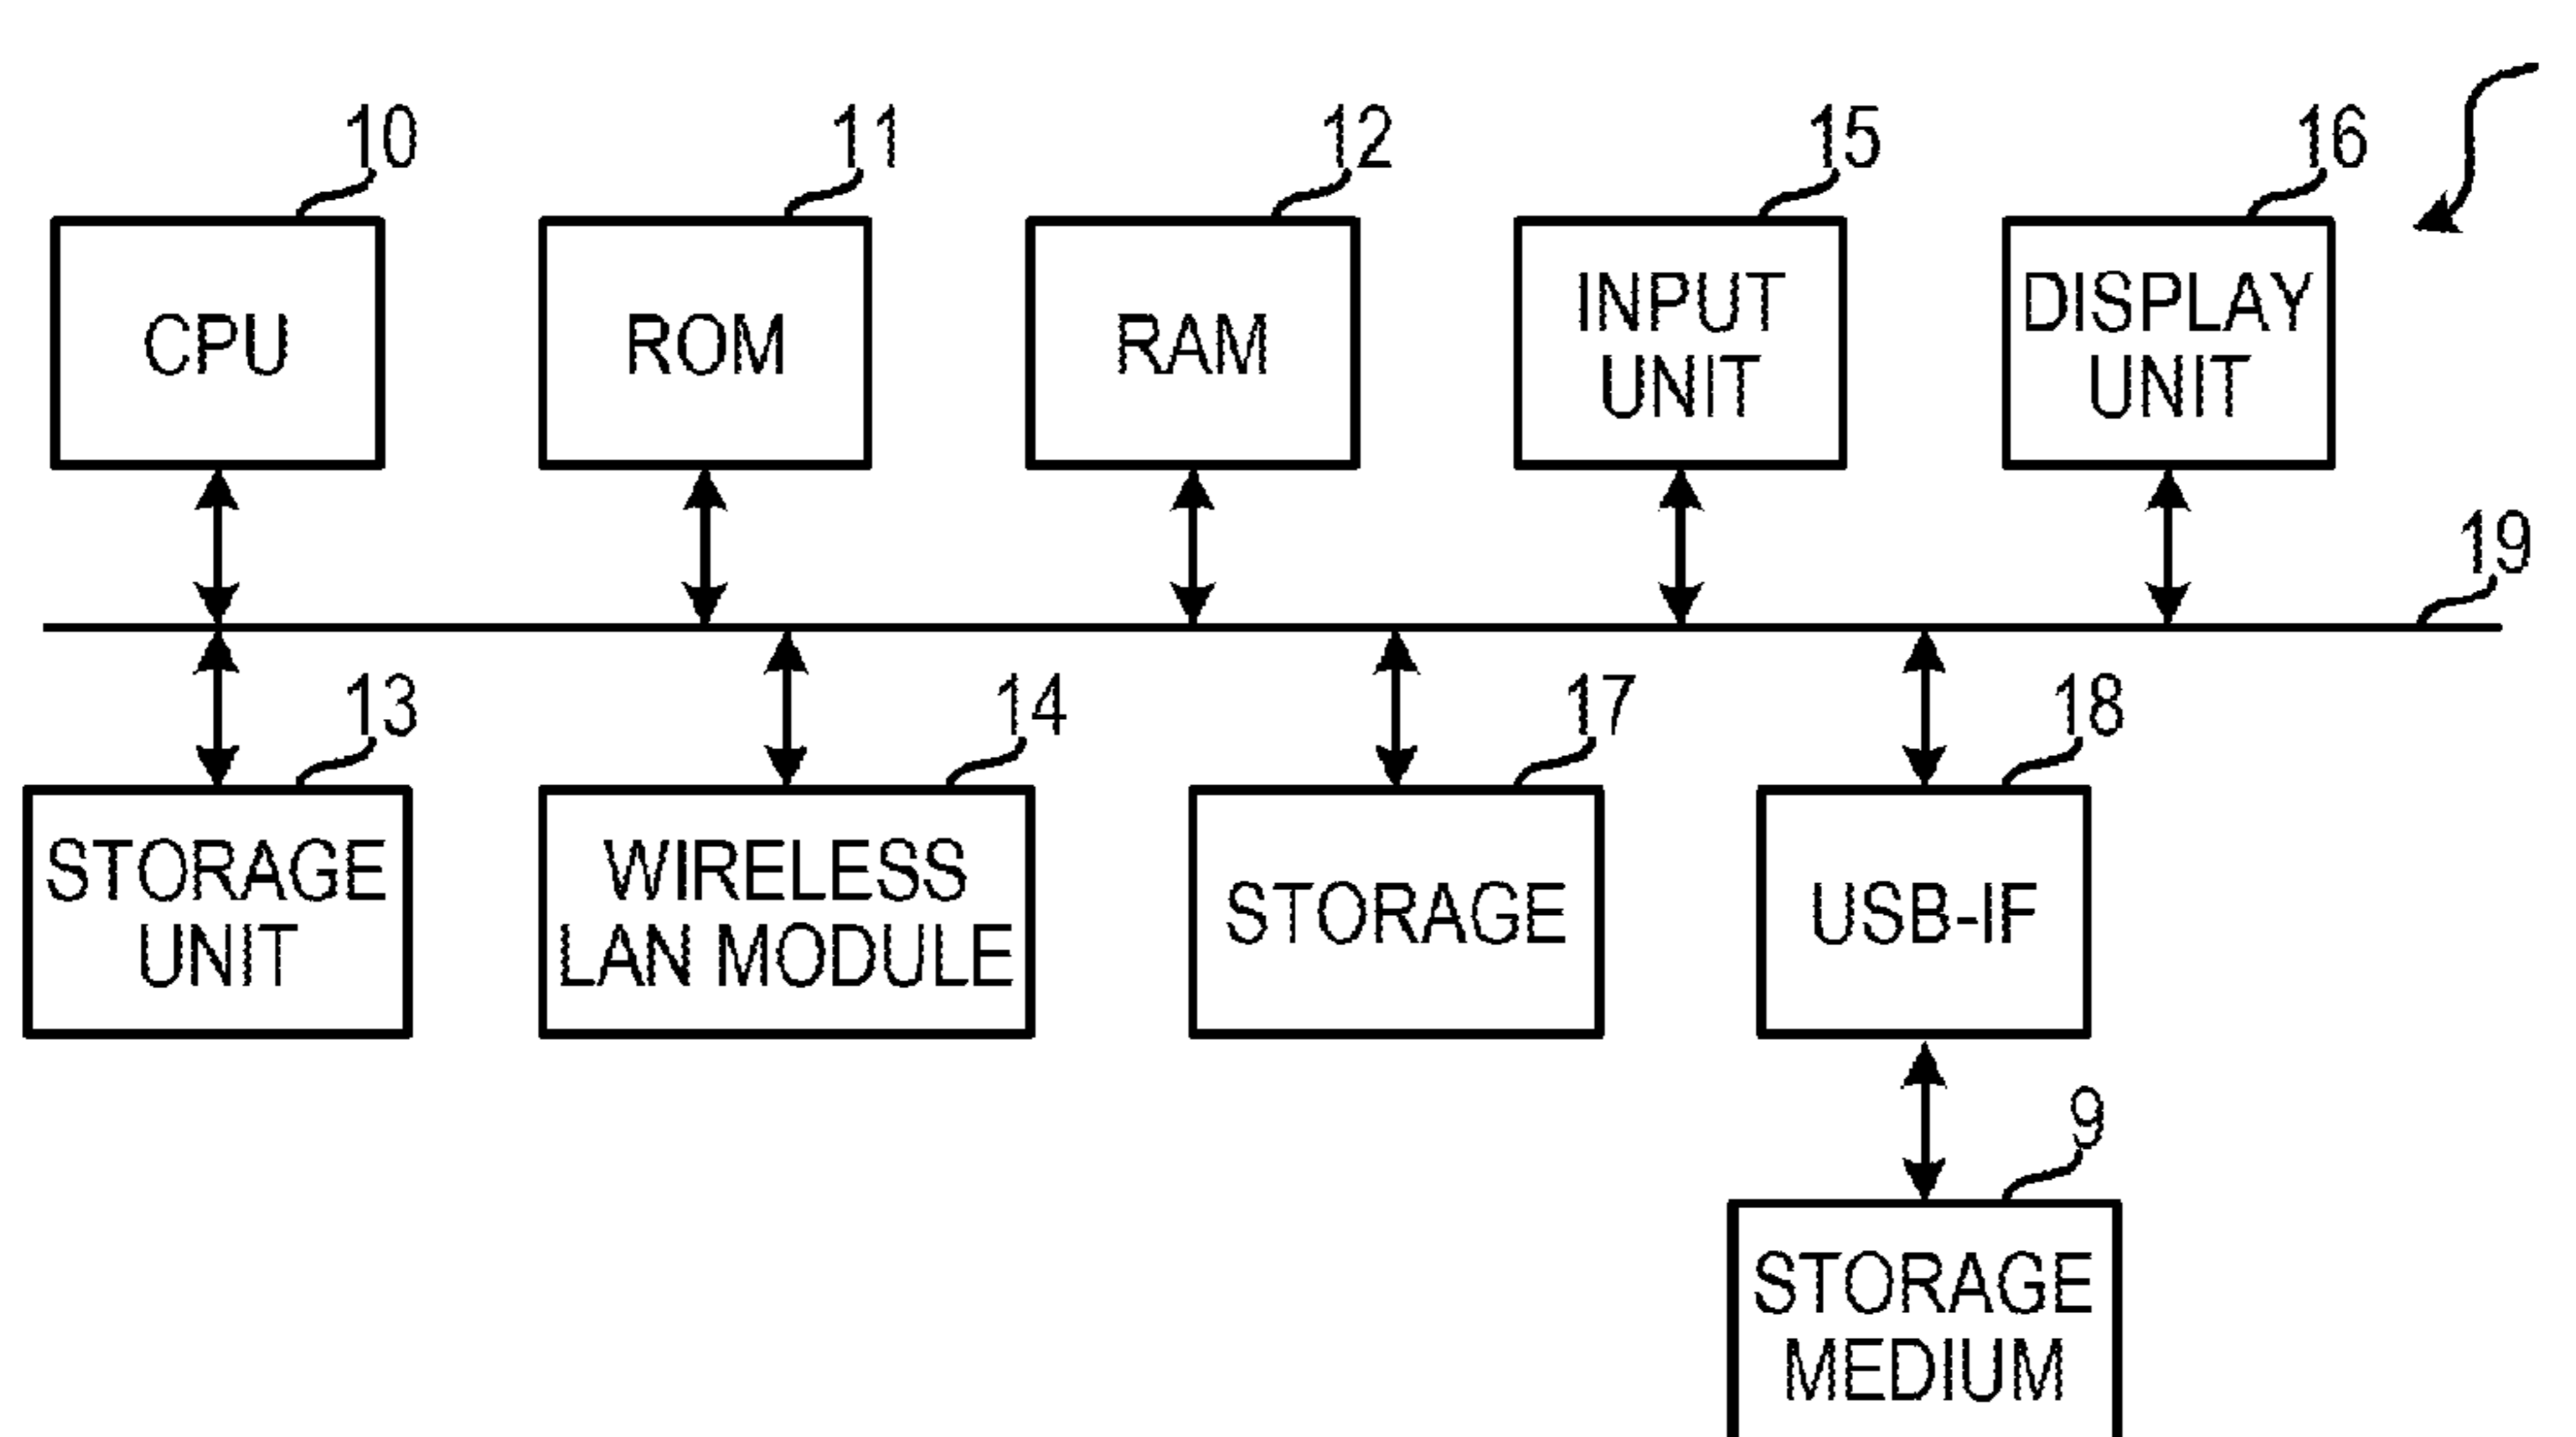 10
11
12
15
16
CPU
ROM
RAM
INPUT
UNIT
DISPLAY
UNIT
19
13
14
17
18
STORAGE
UNIT
WIRELESS
LAN MODULE
STORAGE
USB-IF
9
STORAGE
MEDIUM